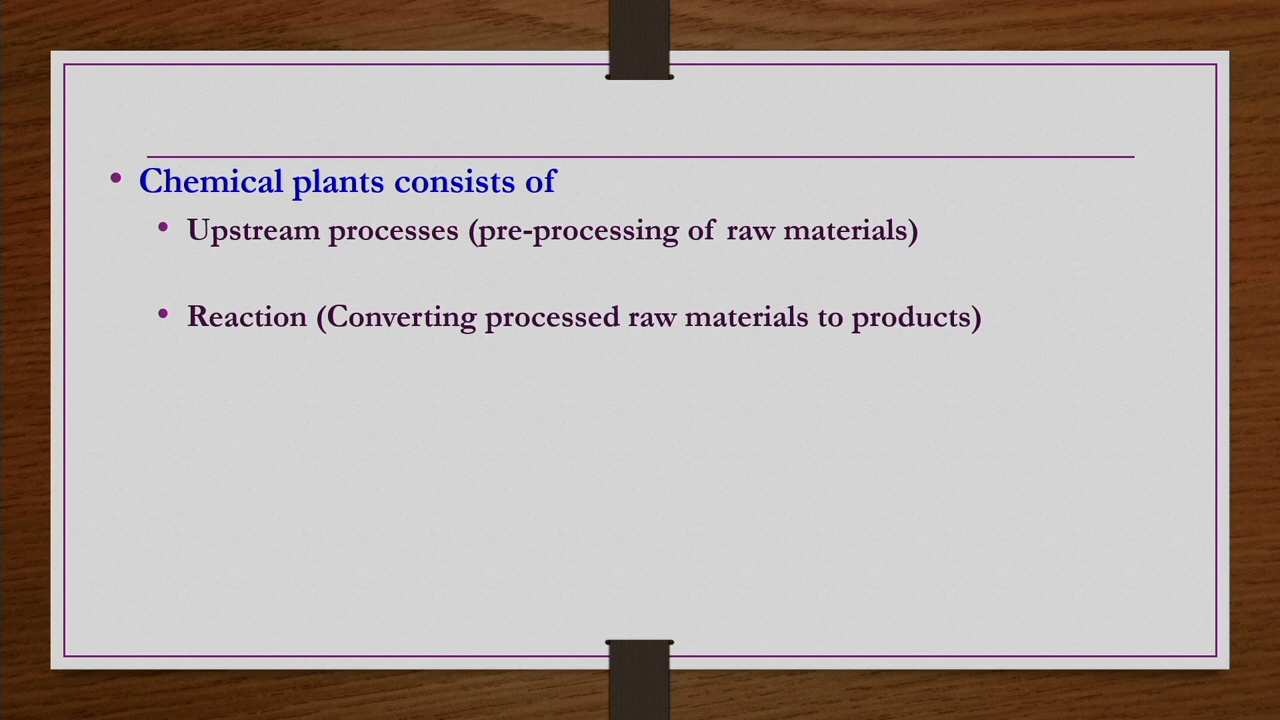 • Chemical plants consists of
• Upstream processes (pre-processing of raw materials)
• Reaction (Converting processed raw materials to products)